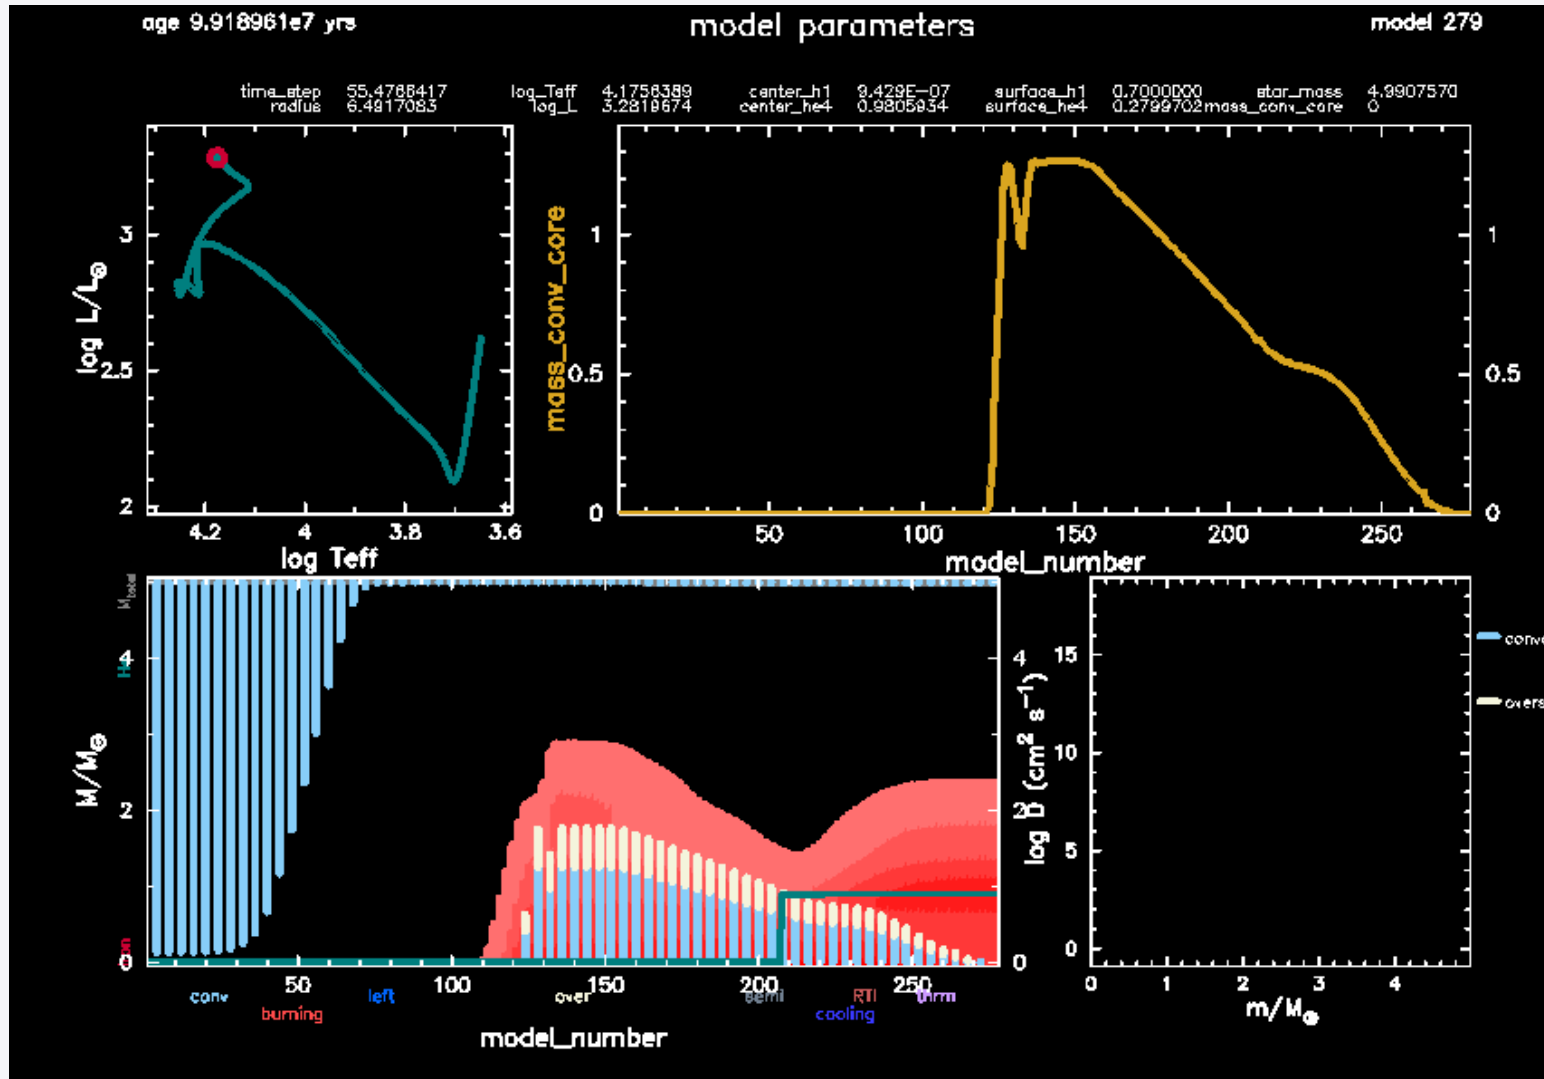 age 9.918961e7 yrs
model parameters
model 279
time_step 55.4786417 log_Teff 4.1756389 center_h1 9.429E-07 surface_h1 0.7000000 star_mass 4.9907570
radius 6.4917083 log_L 3.2819674 center_he4 0.9805934 surface_he4 0.2799702 mass_conv_core 0
log L/L⊙
3
2.5
2
4.2 4 3.8 3.6
log Teff
mass_conv_core
1
0.5
0
1
0.5
0
50 100 150 200 250
model_number
M/M⊙
M_total
He
4
2
0
4
2
0
50 100 150 200 250
conv left over semi RTI thrm
burning cooling
model_number
log D (cm² s⁻¹)
15
10
5
0
0 1 2 3 4
m/M⊙
conve
overs